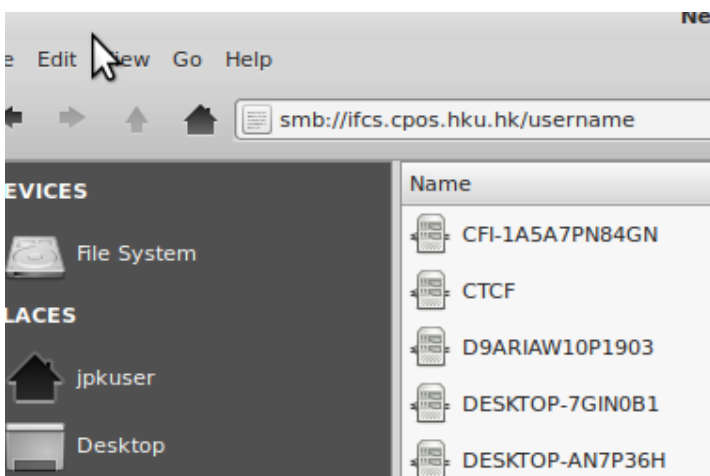 Ne
e Edit View Go Help
smb://ifcs.cpos.hku.hk/username
EVICES
File System
LACES
jpkuser
Desktop
Name
CFI-1A5A7PN84GN
CTCF
D9ARIAW10P1903
DESKTOP-7GIN0B1
DESKTOP-AN7P36H